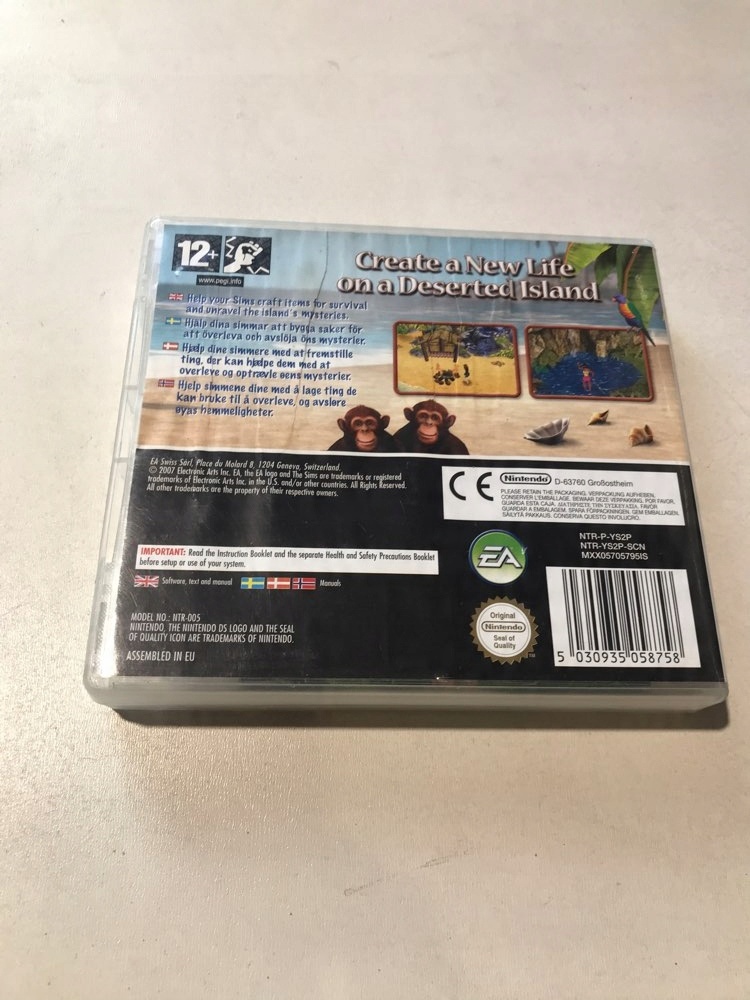 12+
www.pegi.info
Create a New Life
on a Deserted Island
Help your Sims craft items for survival
and unravel the island's mysteries.
Hjälp dina simmar att bygga saker för
att överleva och avslöja öns mysterier.
Hjælp dine simmere med at fremstille
ting, der kan hjælpe dem med at
overleve og optrævle øens mysterier.
Hjelp simmene dine med å lage ting de
kan bruke til å overleve, og avsløre
øyas hemmeligheter.
EA Swiss Sàrl, Place du Molard 8, 1204 Geneva, Switzerland.
© 2007 Electronic Arts Inc. EA, the EA logo and The Sims are trademarks or registered
trademarks of Electronic Arts Inc. in the U.S. and/or other countries. All Rights Reserved.
All other trademarks are the property of their respective owners.
CE
Nintendo D-63760 Großostheim
PLEASE RETAIN THE PACKAGING. VERPACKUNG AUFHEBEN.
CONSERVER L'EMBALLAGE. BEWAAR DEZE VERPAKKING. POR FAVOR,
GUARDA ESTA CAJA. ΔΙΑΤΗΡΗΣΤΕ ΤΗΝ ΣΥΣΚΕΥΑΣΙΑ. FAVOR
GUARDAR A EMBALAGEM. SPARA FÖRPACKNINGEN. GEM EMBALLAGEN.
SÄILYTÄ PAKKAUS. CONSERVA QUESTO INVOLUCRO.
IMPORTANT: Read the Instruction Booklet and the separate Health and Safety Precautions Booklet
before setup or use of your system.
Software, text and manual
Manuals
EA
NTR-P-YS2P
NTR-YS2P-SCN
MXX05705795IS
MODEL NO.: NTR-005
NINTENDO, THE NINTENDO DS LOGO AND THE SEAL
OF QUALITY ICON ARE TRADEMARKS OF NINTENDO.
ASSEMBLED IN EU
Original
Nintendo
Seal of
Quality
TM
5 030935 058758